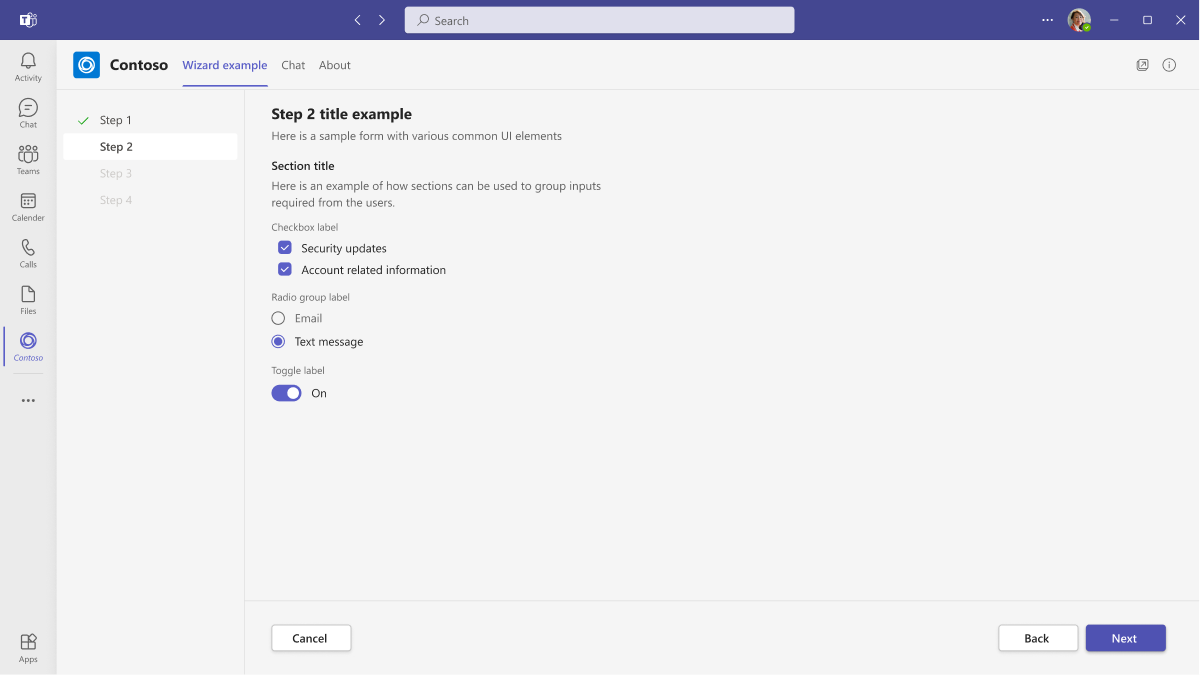 Search
Activity
Chat
Teams
Calender
Calls
Files
Contoso
Apps
Contoso
Wizard example
Chat
About
Step 1
Step 2
Step 3
Step 4
Step 2 title example
Here is a sample form with various common UI elements
Section title
Here is an example of how sections can be used to group inputs
required from the users.
Checkbox label
Security updates
Account related information
Radio group label
Email
Text message
Toggle label
On
Cancel
Back
Next